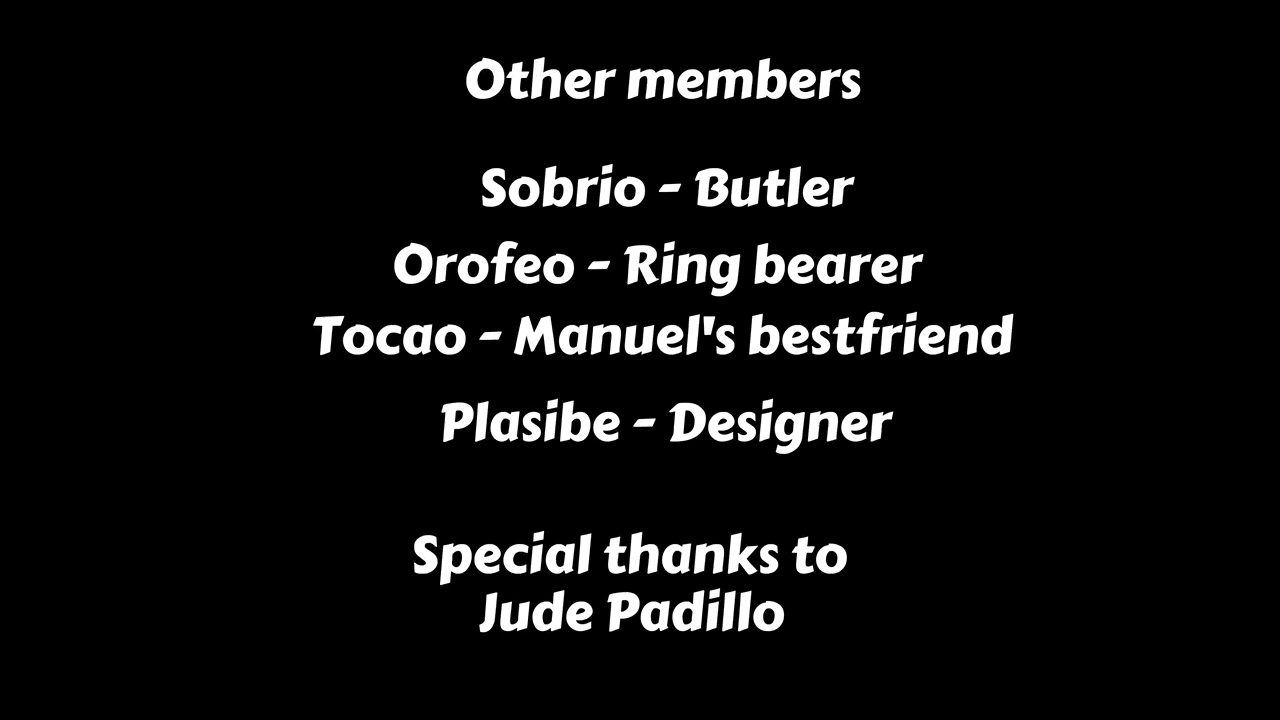 Other members
Sobrio - Butler
Orofeo - Ring bearer
Tocao - Manuel's bestfriend
Plasibe - Designer
Special thanks to
Jude Padillo